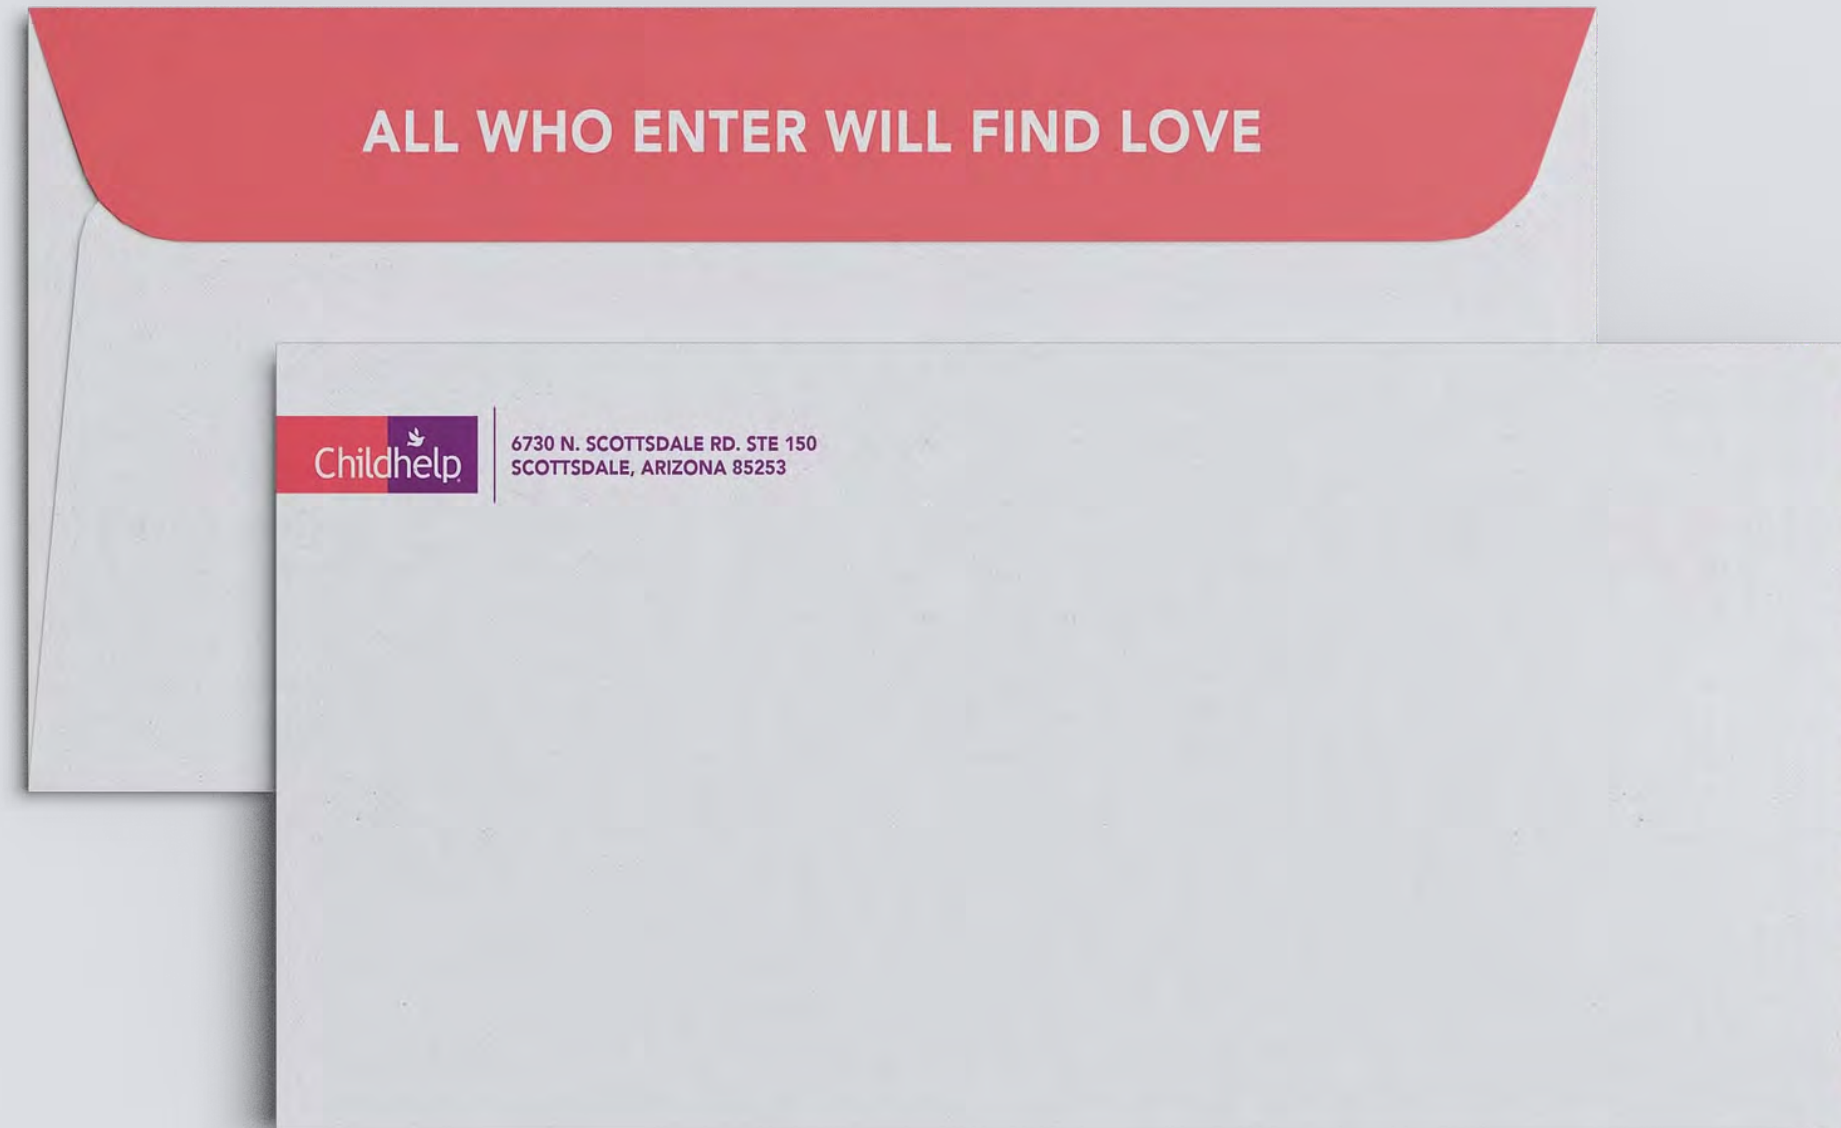 ALL WHO ENTER WILL FIND LOVE
Childhelp
6730 N. SCOTTSDALE RD. STE 150
SCOTTSDALE, ARIZONA 85253